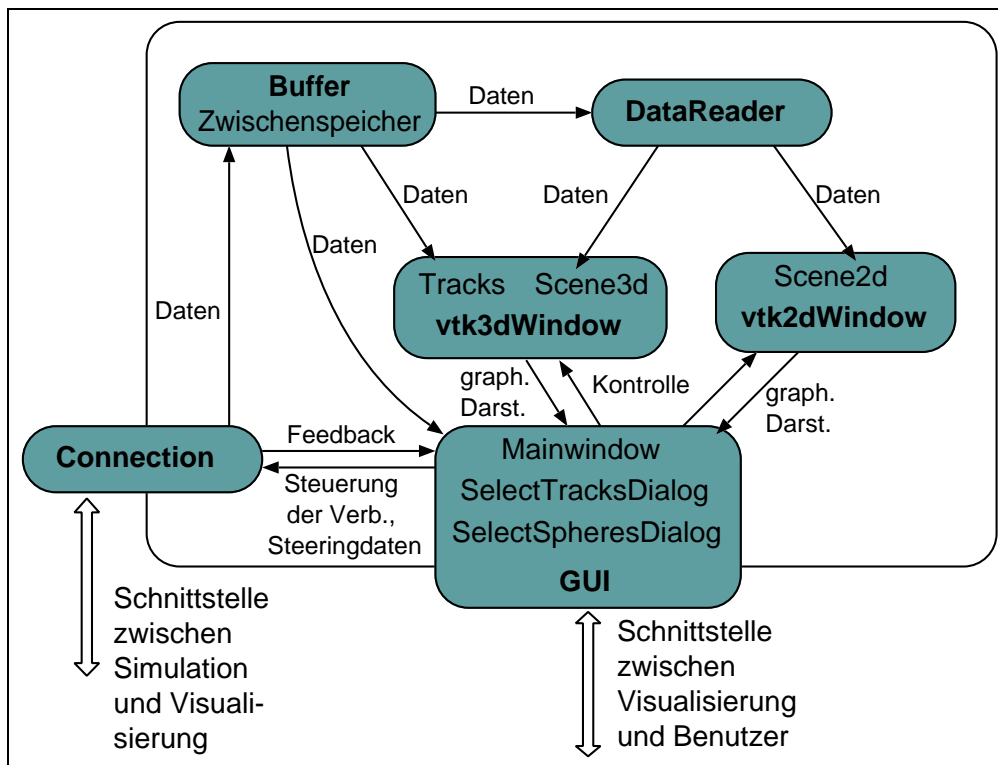 Buffer
Zwischenspeicher
Daten
DataReader
Daten
Daten
Daten
Daten
Daten
Tracks Scene3d
vtk3dWindow
Scene2d
vtk2dWindow
graph.
Darst.
Kontrolle
graph.
Darst.
Connection
Feedback
Steuerung
der Verb.,
Steeringdaten
Mainwindow
SelectTracksDialog
SelectSpheresDialog
GUI
Schnittstelle
zwischen
Simulation
und Visuali-
sierung
Schnittstelle
zwischen
Visualisierung
und Benutzer